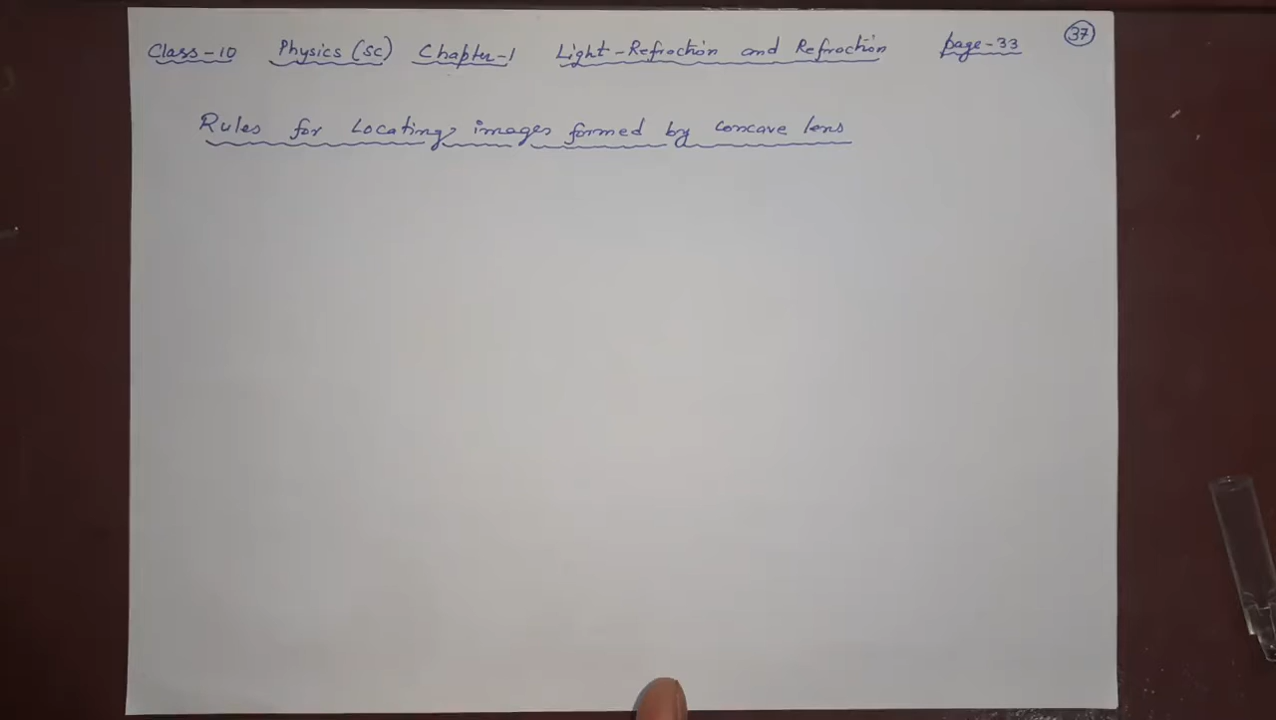 Class-10 Physics (SC) Chapter-1 Light-Refraction and Refraction page-33 37
Rules for Locating images formed by concave lens